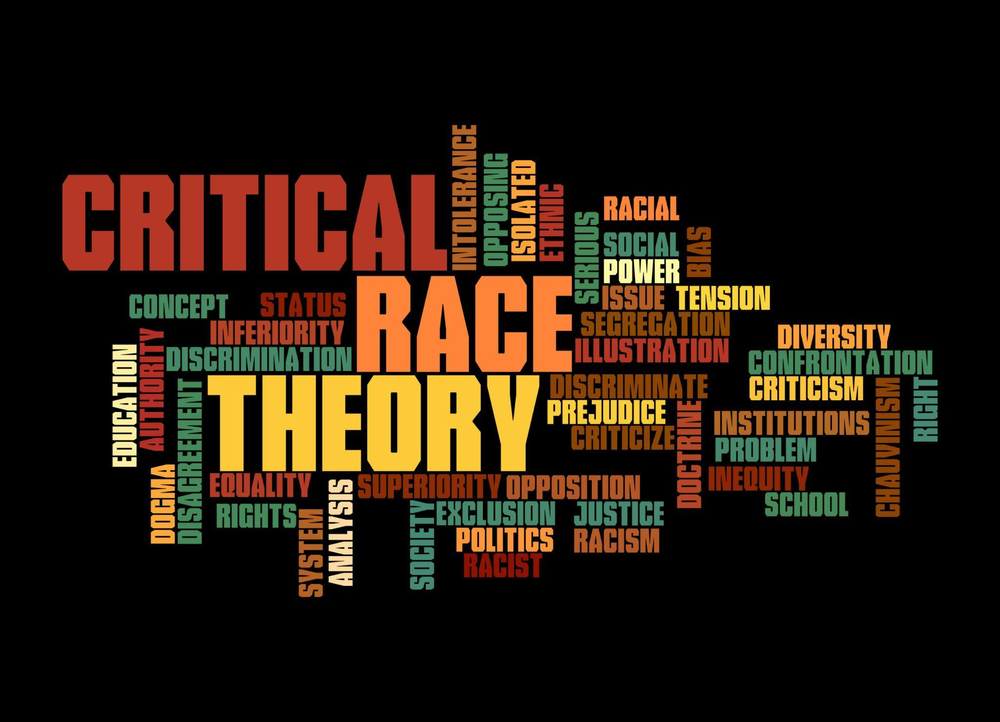 CRITICAL
RACE
THEORY
INTOLERANCE
OPPOSING
ISOLATED
ETHNIC
SERIOUS
RACIAL
SOCIAL
BIAS
POWER
ISSUE
TENSION
SEGREGATION
ILLUSTRATION
CONCEPT
STATUS
INFERIORITY
DISCRIMINATION
EDUCATION
AUTHORITY
DISAGREEMENT
DOGMA
DISCRIMINATE
PREJUDICE
CRITICIZE
DOCTRINE
DIVERSITY
CONFRONTATION
CRITICISM
INSTITUTIONS
PROBLEM
INEQUITY
SCHOOL
CHAUVINISM
RIGHT
EQUALITY
RIGHTS
SYSTEM
ANALYSIS
SUPERIORITY
OPPOSITION
SOCIETY
EXCLUSION
JUSTICE
POLITICS
RACISM
RACIST